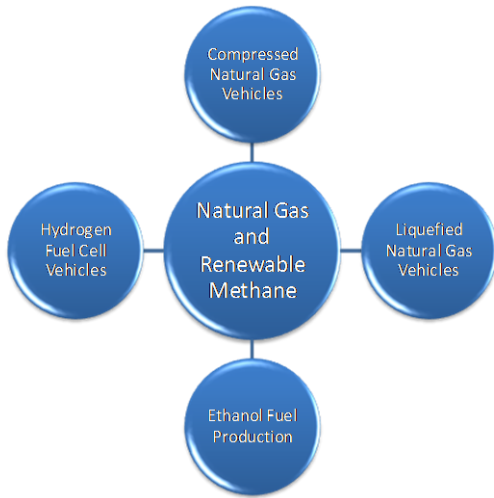 Compressed
Natural Gas
Vehicles
Natural Gas
and
Renewable
Methane
Hydrogen
Fuel Cell
Vehicles
Liquefied
Natural Gas
Vehicles
Ethanol Fuel
Production